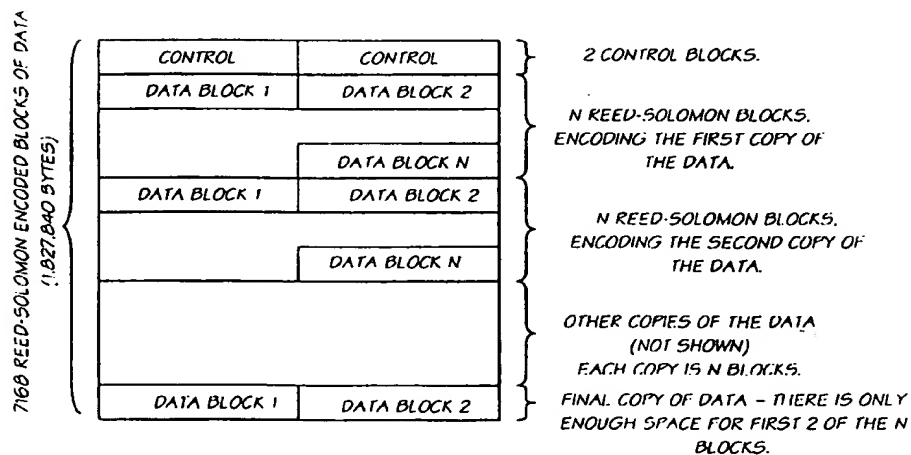 7168 REED-SOLOMON ENCODED BLOCKS OF DATA
(1,827,840 BYTES)
CONTROL CONTROL
2 CONTROL BLOCKS.
DATA BLOCK 1 DATA BLOCK 2
DATA BLOCK N
N REED-SOLOMON BLOCKS.
ENCODING THE FIRST COPY OF
THE DATA.
DATA BLOCK 1 DATA BLOCK 2
DATA BLOCK N
N REED-SOLOMON BLOCKS.
ENCODING THE SECOND COPY OF
THE DATA.
OTHER COPIES OF THE DATA
(NOT SHOWN)
EACH COPY IS N BLOCKS.
DATA BLOCK 1 DATA BLOCK 2
FINAL COPY OF DATA – THERE IS ONLY
ENOUGH SPACE FOR FIRST 2 OF THE N
BLOCKS.